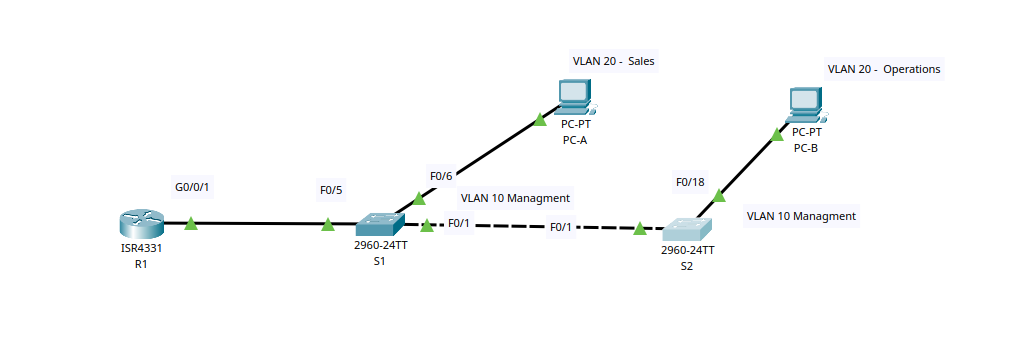 VLAN 20 -  Sales
VLAN 20 -  Operations
PC-PT
PC-A
PC-PT
PC-B
F0/6
F0/18
G0/0/1
F0/5
VLAN 10 Managment
VLAN 10 Managment
F0/1
F0/1
ISR4331
R1
2960-24TT
S1
2960-24TT
S2